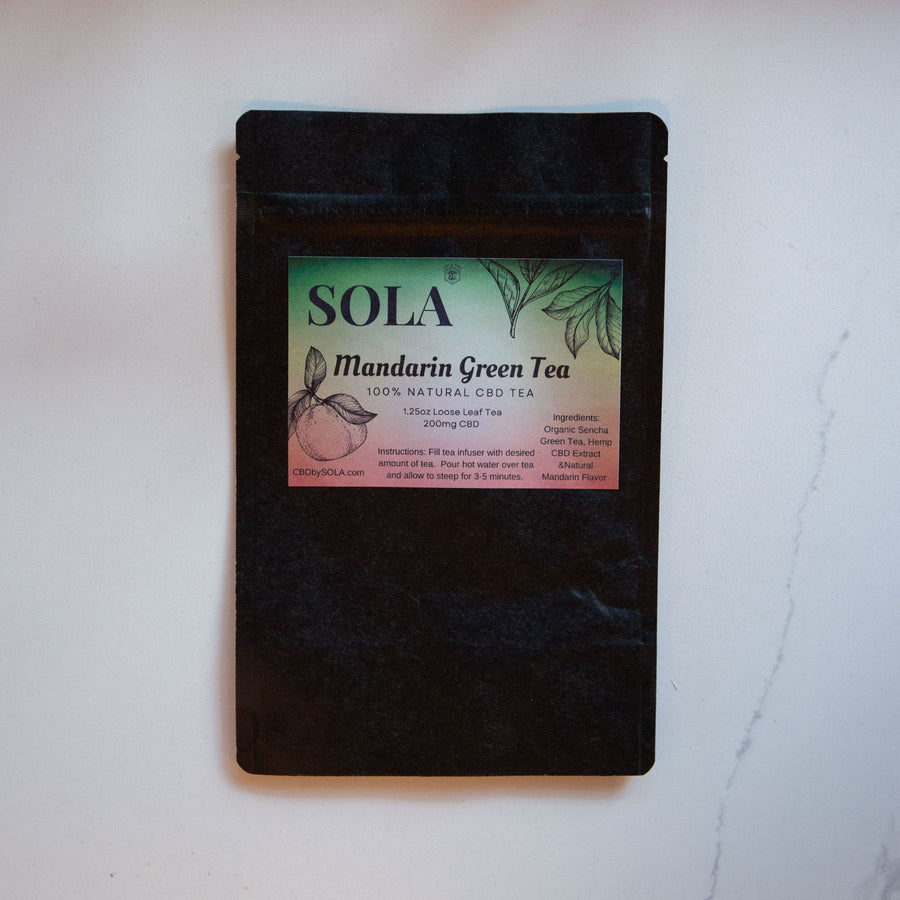 SOLA
Mandarin Green Tea
100% NATURAL CBD TEA
1.25oz Loose Leaf Tea
200mg CBD
Instructions: Fill tea infuser with desired
amount of tea. Pour hot water over tea
and allow to steep for 3-5 minutes.
Ingredients:
Organic Sencha
Green Tea, Hemp
CBD Extract
&Natural
Mandarin Flavor
CBDbySOLA.com